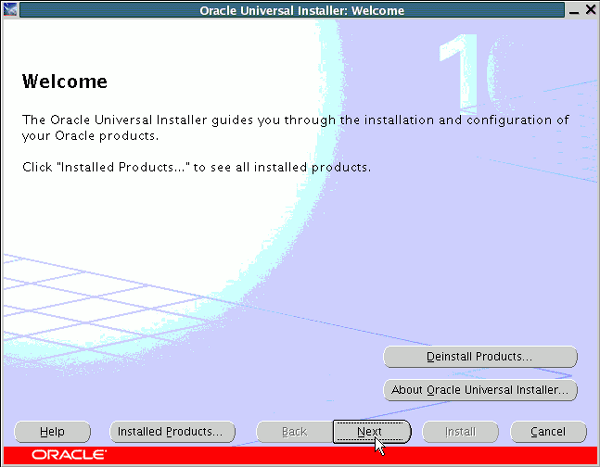 Oracle Universal Installer: Welcome
1
Welcome
The Oracle Universal Installer guides you through the installation and configuration of
your Oracle products.
Click "Installed Products..." to see all installed products.
Deinstall Products...
About Oracle Universal Installer...
Help
Installed Products...
Back
Next
Install
Cancel
ORACLE